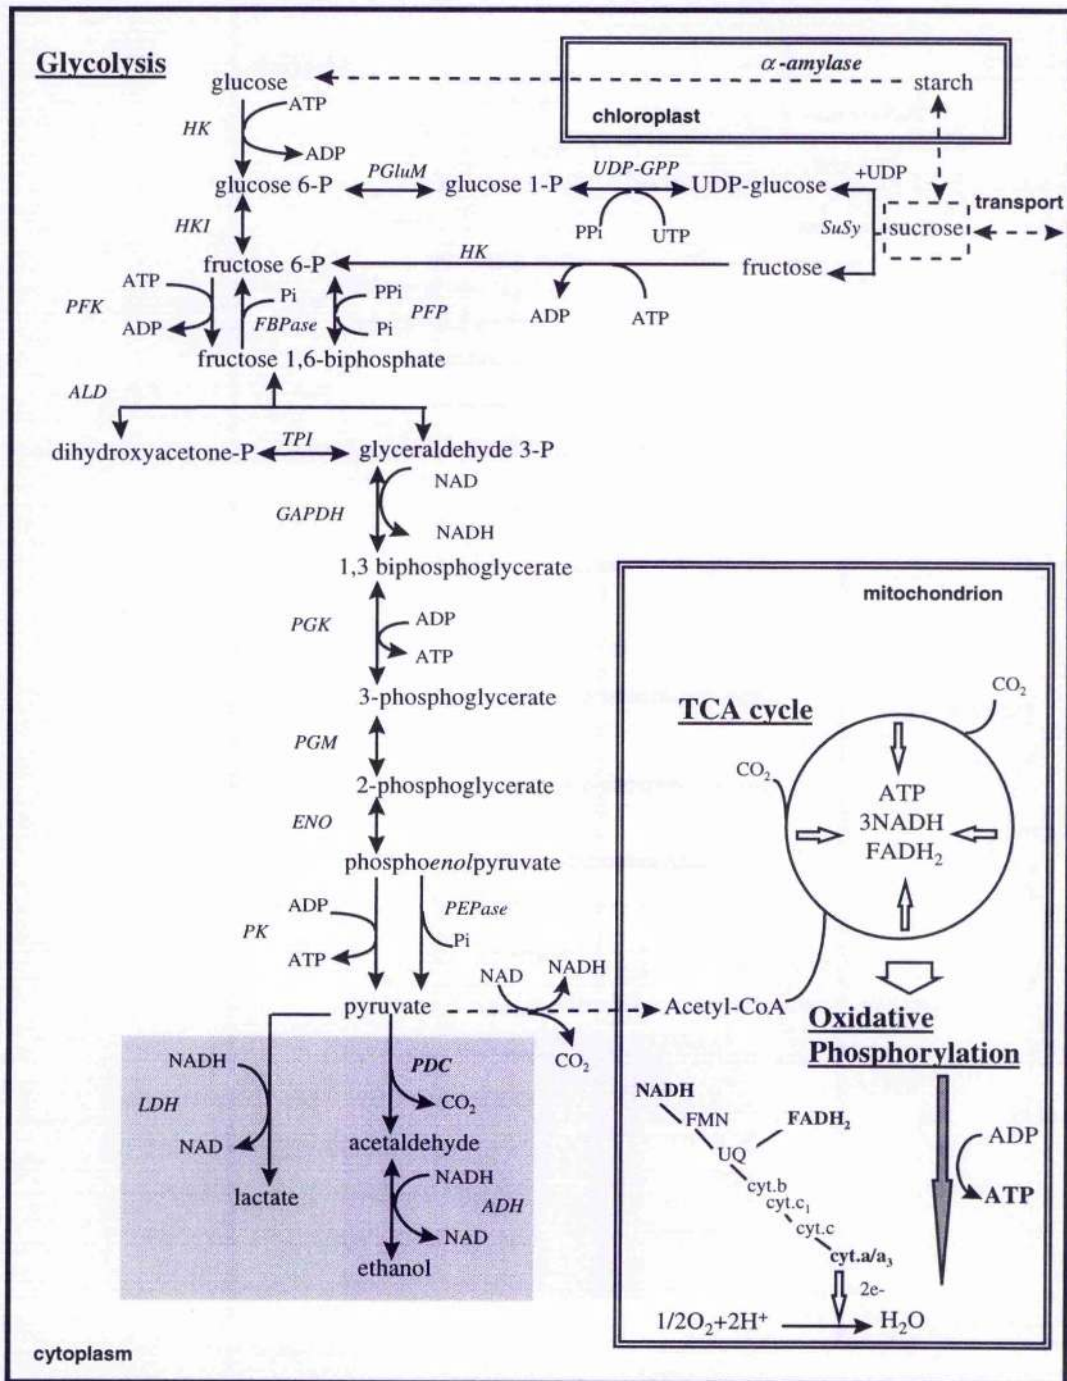 Glycolysis
glucose
α-amylase
starch
chloroplast
HK
ATP
ADP
glucose 6-P
PGluM
glucose 1-P
UDP-GPP
UDP-glucose
+UDP
PPi
UTP
SuSy
sucrose
transport
HKI
fructose 6-P
HK
fructose
ADP
ATP
PFK
ATP
ADP
Pi
FBPase
PPi
Pi
PFP
fructose 1,6-biphosphate
ALD
dihydroxyacetone-P
TPI
glyceraldehyde 3-P
GAPDH
NAD
NADH
1,3 biphosphoglycerate
PGK
ADP
ATP
3-phosphoglycerate
PGM
2-phosphoglycerate
ENO
phosphoenolpyruvate
PK
ADP
ATP
PEPase
Pi
pyruvate
NAD
NADH
CO₂
LDH
NADH
NAD
lactate
PDC
CO₂
acetaldehyde
NADH
ADH
NAD
ethanol
cytoplasm
mitochondrion
TCA cycle
CO₂
CO₂
ATP
3NADH
FADH₂
Acetyl-CoA
Oxidative
Phosphorylation
NADH
FMN
FADH₂
UQ
cyt.b
cyt.c₁
cyt.c
cyt.a/a₃
2e-
ADP
ATP
1/2O₂+2H⁺
H₂O